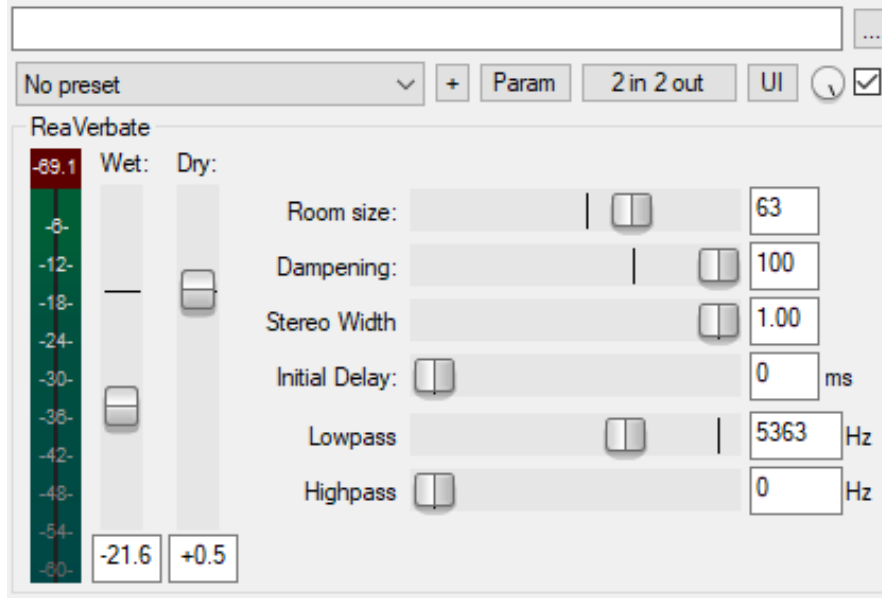 ...
No preset + Param 2 in 2 out UI
ReaVerbate
-69.1 Wet: Dry:
-6-
-12-
-18-
-24-
-30-
-36-
-42-
-48-
-54-
-60-
Room size: 63
Dampening: 100
Stereo Width 1.00
Initial Delay: 0 ms
Lowpass 5363 Hz
Highpass 0 Hz
-21.6 +0.5